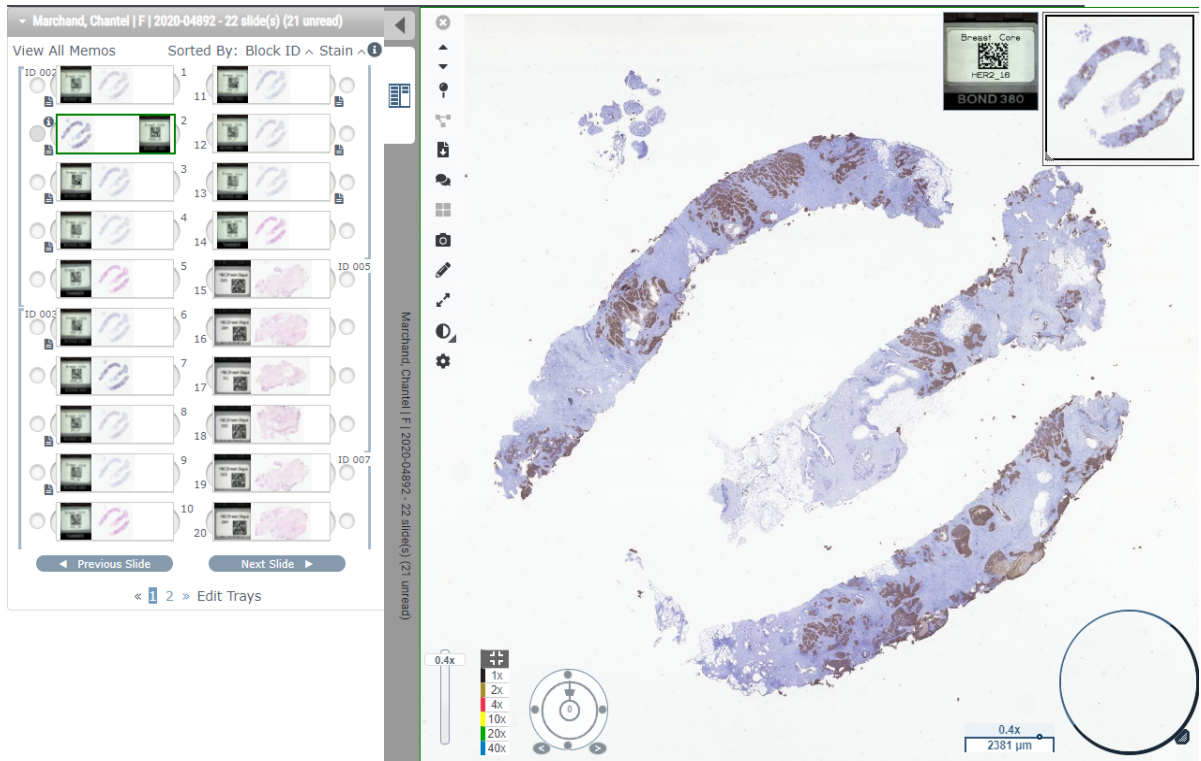 Marchand, Chantel | F | 2020-04892 - 22 slide(s) (21 unread)
View All Memos
Sorted By: Block ID Stain
ID 002
1
11
2
12
3
13
4
14
5
ID 005
15
ID 003
6
16
7
17
8
18
9
ID 007
19
10
20
Previous Slide
Next Slide
« 1 2 » Edit Trays
Marchand, Chantel | F | 2020-04892 - 22 slide(s) (21 unread)
Breast Core
HER2_16
BOND 380
0.4x
1x
2x
4x
10x
20x
40x
0
0.4x
2381 µm